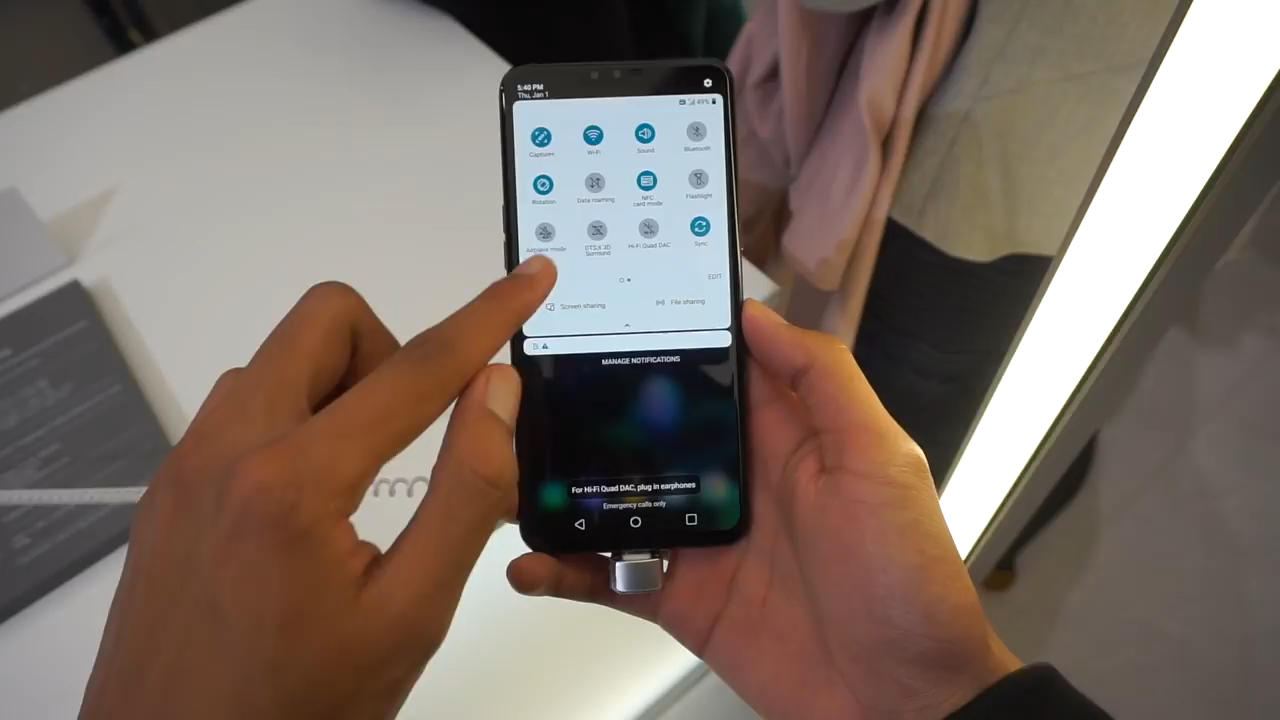 5:40 PM
Thu, Jan 1
49%
Capture+
Wi-Fi
Sound
Bluetooth
Rotation
Data roaming
NFC
card mode
Flashlight
Airplane mode
DTS:X 3D
Surround
Hi-Fi Quad DAC
Sync
EDIT
Screen sharing
File sharing
MANAGE NOTIFICATIONS
For Hi-Fi Quad DAC, plug in earphones
Emergency calls only